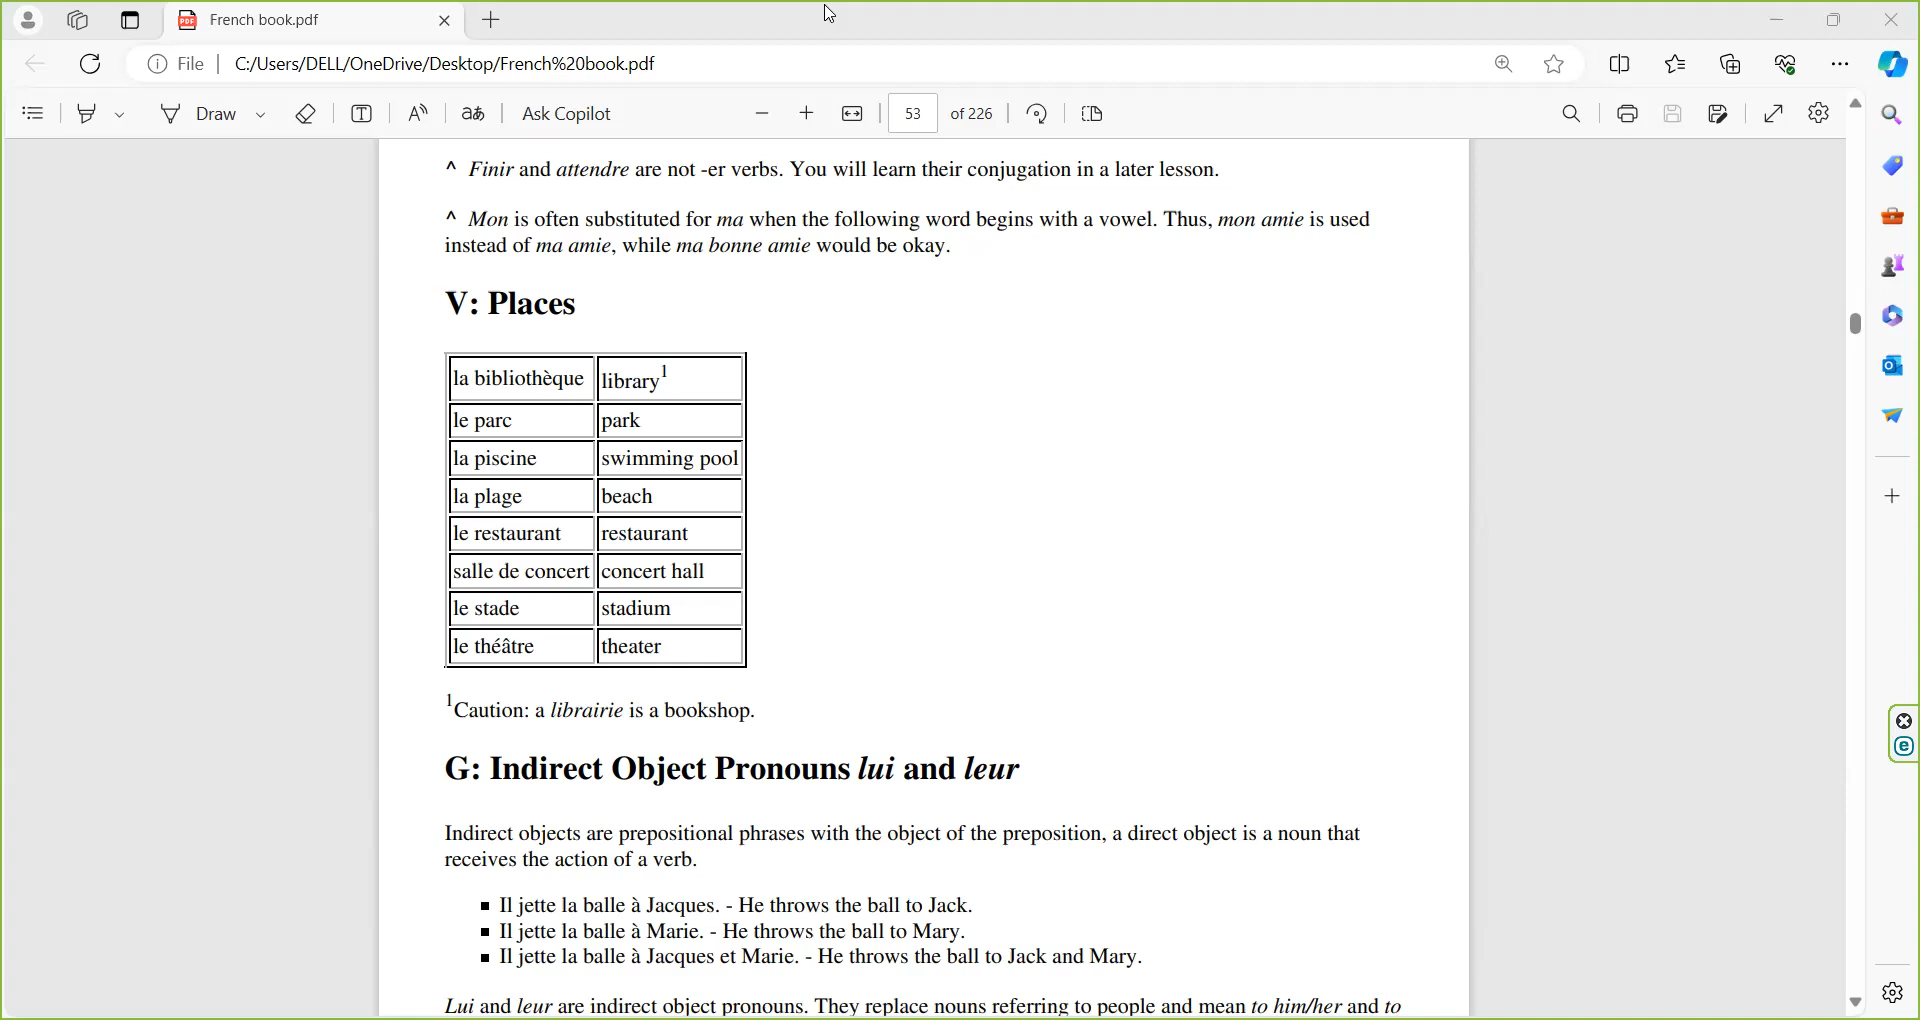 French book.pdf
File | C:/Users/DELL/OneDrive/Desktop/French%20book.pdf
Draw
aあ
Ask Copilot
53 of 226
^ Finir and attendre are not -er verbs. You will learn their conjugation in a later lesson.
^ Mon is often substituted for ma when the following word begins with a vowel. Thus, mon amie is used
instead of ma amie, while ma bonne amie would be okay.
V: Places
la bibliothèque library1
le parc park
la piscine swimming pool
la plage beach
le restaurant restaurant
salle de concert concert hall
le stade stadium
le théâtre theater
1Caution: a librairie is a bookshop.
G: Indirect Object Pronouns lui and leur
Indirect objects are prepositional phrases with the object of the preposition, a direct object is a noun that
receives the action of a verb.
Il jette la balle à Jacques. - He throws the ball to Jack.
Il jette la balle à Marie. - He throws the ball to Mary.
Il jette la balle à Jacques et Marie. - He throws the ball to Jack and Mary.
Lui and leur are indirect object pronouns. They replace nouns referring to people and mean to him/her and to